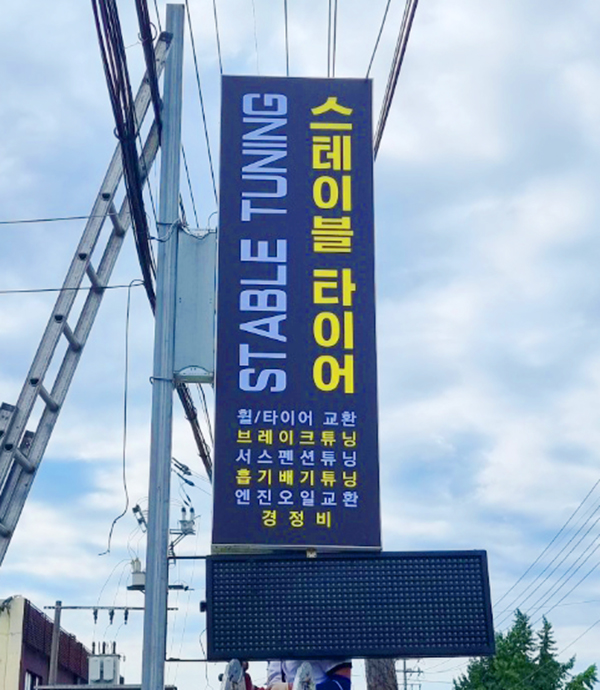 STABLE TUNING
스테이블 타이어
휠/타이어 교환
브레이크튜닝
서스펜션튜닝
흡기배기튜닝
엔진오일교환
경정비